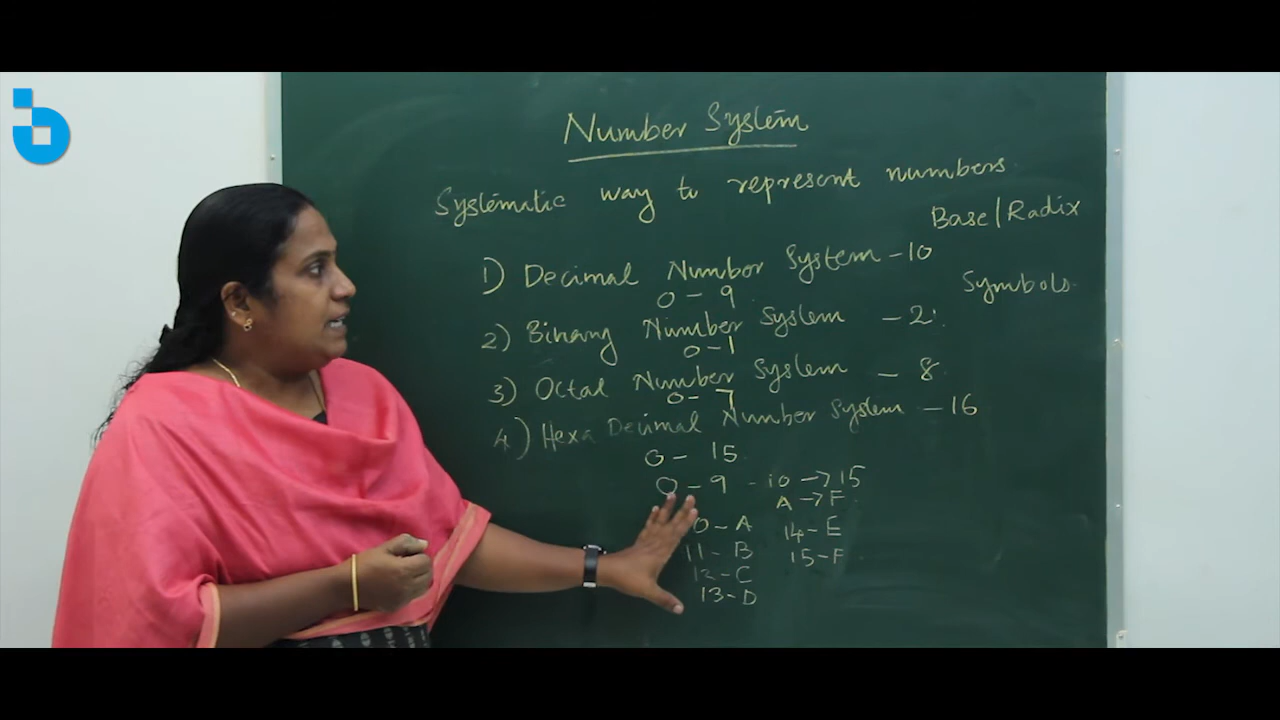 Number System
Systematic way to represent numbers.
Base/Radix
1) Decimal Number System - 10
Symbols.
0 - 9
2) Binary Number System - 2
0 - 1
3) Octal Number System - 8
0 - 7
4) Hexa Decimal Number System - 16
0 - 15
0 - 9 - 10 → 15
A → F
0 - A 14 - E
11 - B 15 - F
12 - C
13 - D